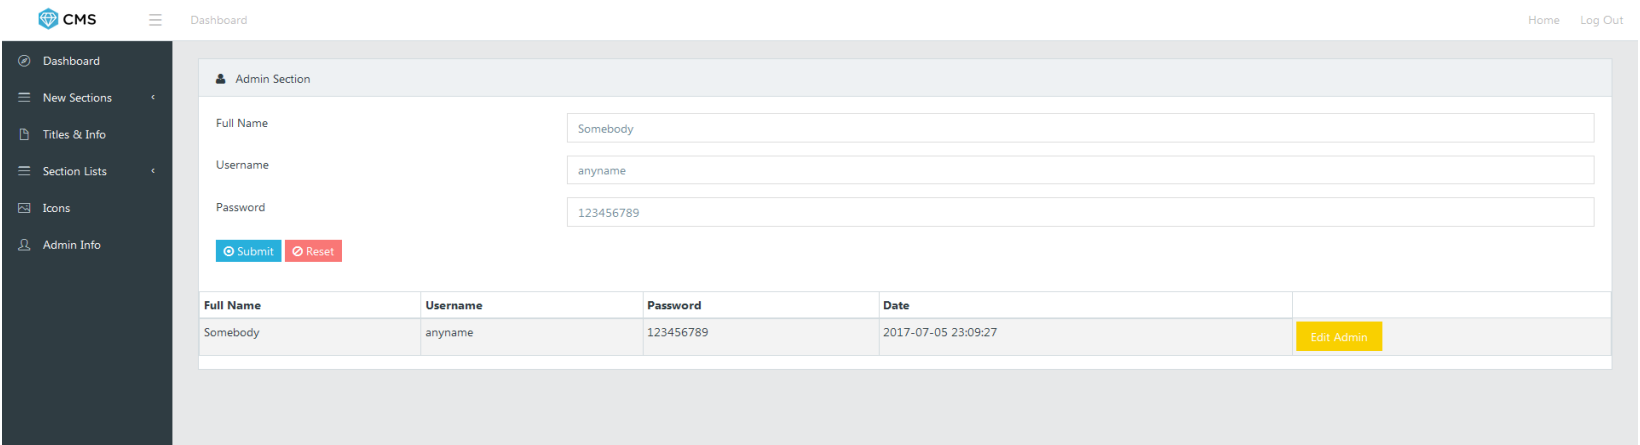 CMS Dashboard Home Log Out
Dashboard
New Sections
Titles & Info
Section Lists
Icons
Admin Info
Admin Section
Full Name Somebody
Username anyname
Password 123456789
Submit Reset
Full Name Username Password Date
Somebody anyname 123456789 2017-07-05 23:09:27 Edit Admin